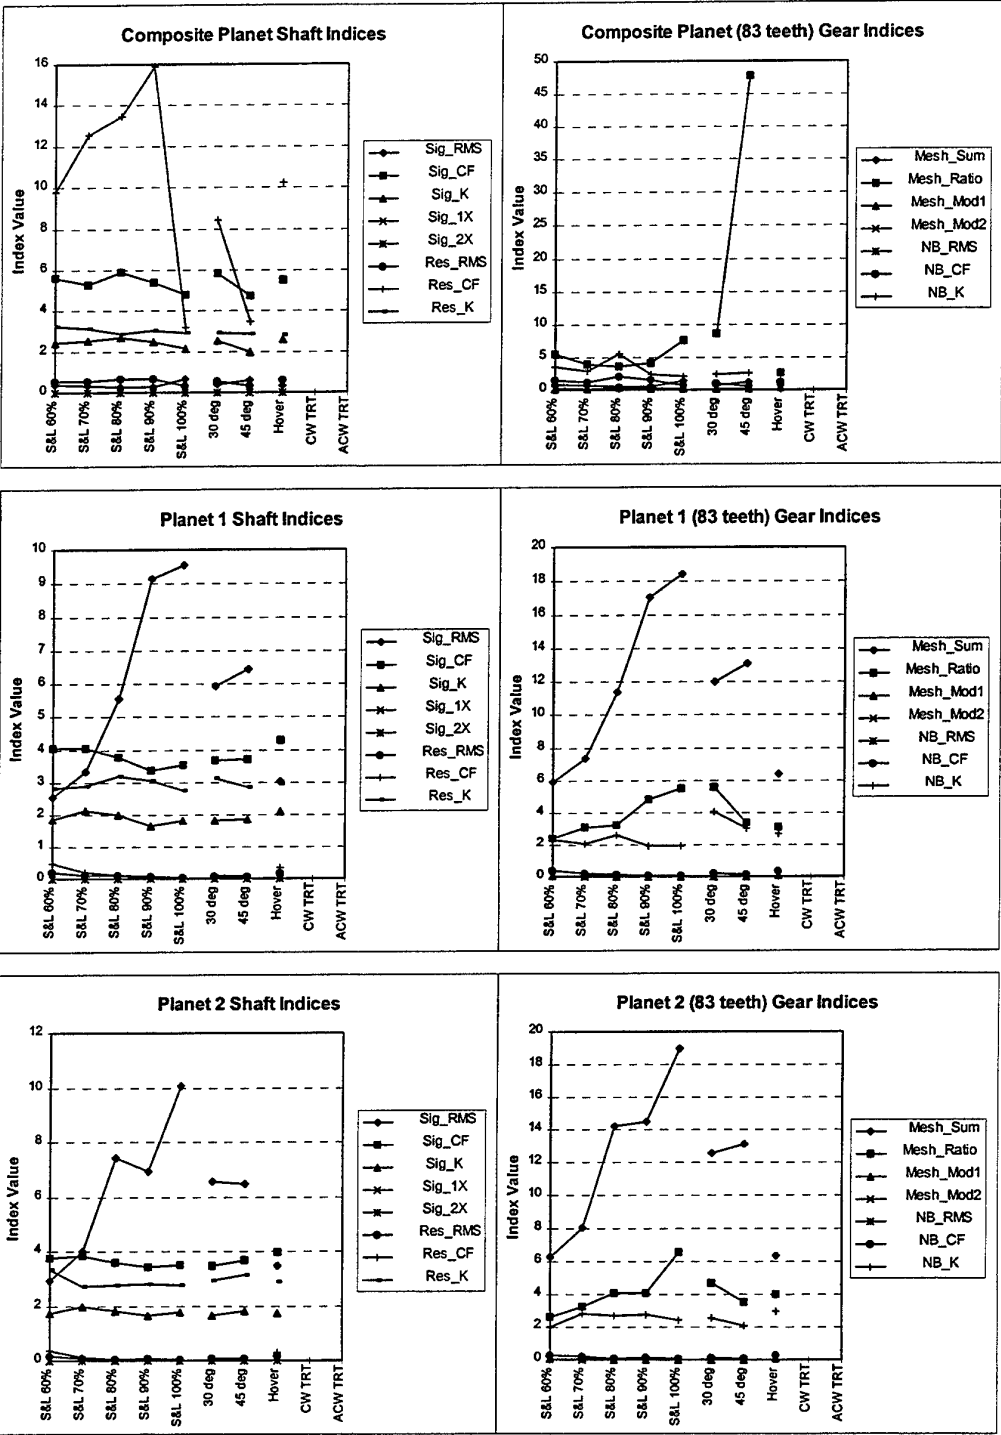 Composite Planet Shaft Indices
16
14
12
10
8
6
4
2
0
Index Value
S&L 60%
S&L 70%
S&L 80%
S&L 90%
S&L 100%
30 deg
45 deg
Hover
CW TRT
ACW TRT
Sig_RMS
Sig_CF
Sig_K
Sig_1X
Sig_2X
Res_RMS
Res_CF
Res_K
Composite Planet (83 teeth) Gear Indices
50
45
40
35
30
25
20
15
10
5
0
Index Value
S&L 60%
S&L 70%
S&L 80%
S&L 90%
S&L 100%
30 deg
45 deg
Hover
CW TRT
ACW TRT
Mesh_Sum
Mesh_Ratio
Mesh_Mod1
Mesh_Mod2
NB_RMS
NB_CF
NB_K
Planet 1 Shaft Indices
10
9
8
7
6
5
4
3
2
1
0
Index Value
S&L 60%
S&L 70%
S&L 80%
S&L 90%
S&L 100%
30 deg
45 deg
Hover
CW TRT
ACW TRT
Sig_RMS
Sig_CF
Sig_K
Sig_1X
Sig_2X
Res_RMS
Res_CF
Res_K
Planet 1 (83 teeth) Gear Indices
20
18
16
14
12
10
8
6
4
2
0
Index Value
S&L 60%
S&L 70%
S&L 80%
S&L 90%
S&L 100%
30 deg
45 deg
Hover
CW TRT
ACW TRT
Mesh_Sum
Mesh_Ratio
Mesh_Mod1
Mesh_Mod2
NB_RMS
NB_CF
NB_K
Planet 2 Shaft Indices
12
10
8
6
4
2
0
Index Value
S&L 60%
S&L 70%
S&L 80%
S&L 90%
S&L 100%
30 deg
45 deg
Hover
CW TRT
ACW TRT
Sig_RMS
Sig_CF
Sig_K
Sig_1X
Sig_2X
Res_RMS
Res_CF
Res_K
Planet 2 (83 teeth) Gear Indices
20
18
16
14
12
10
8
6
4
2
0
Index Value
S&L 60%
S&L 70%
S&L 80%
S&L 90%
S&L 100%
30 deg
45 deg
Hover
CW TRT
ACW TRT
Mesh_Sum
Mesh_Ratio
Mesh_Mod1
Mesh_Mod2
NB_RMS
NB_CF
NB_K